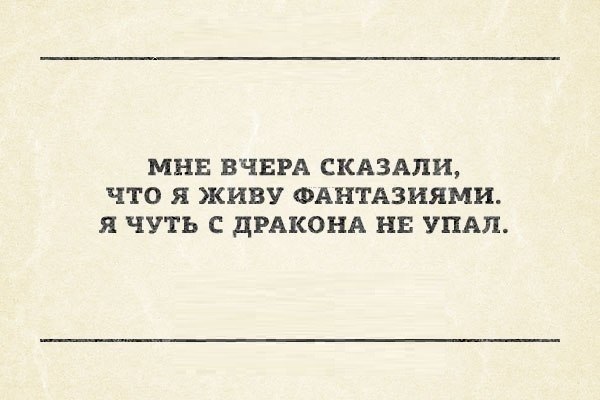 МНЕ ВЧЕРА СКАЗАЛИ,
ЧТО Я ЖИВУ ФАНТАЗИЯМИ.
Я ЧУТЬ С ДРАКОНА НЕ УПАЛ.